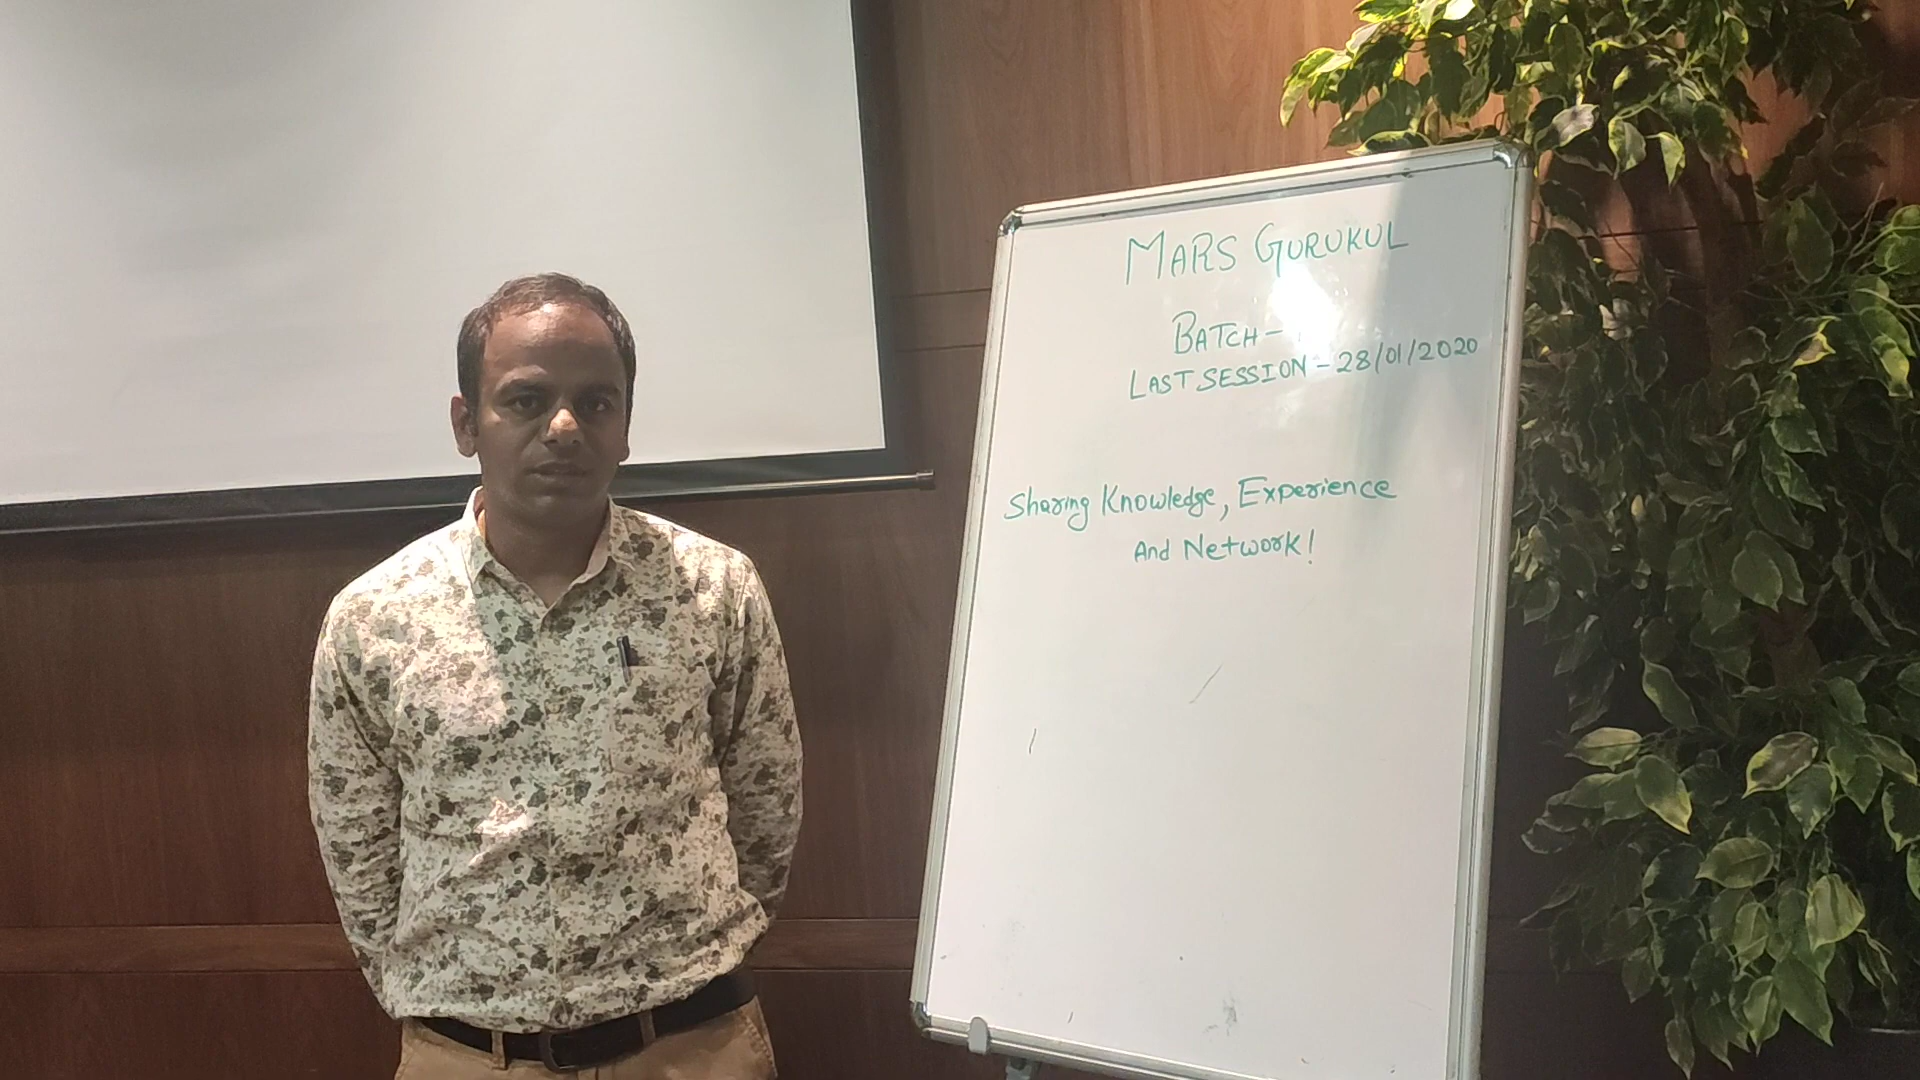 MARS GURUKUL
BATCH -
LAST SESSION - 28/01/2020
Sharing Knowledge, Experience
And Network!